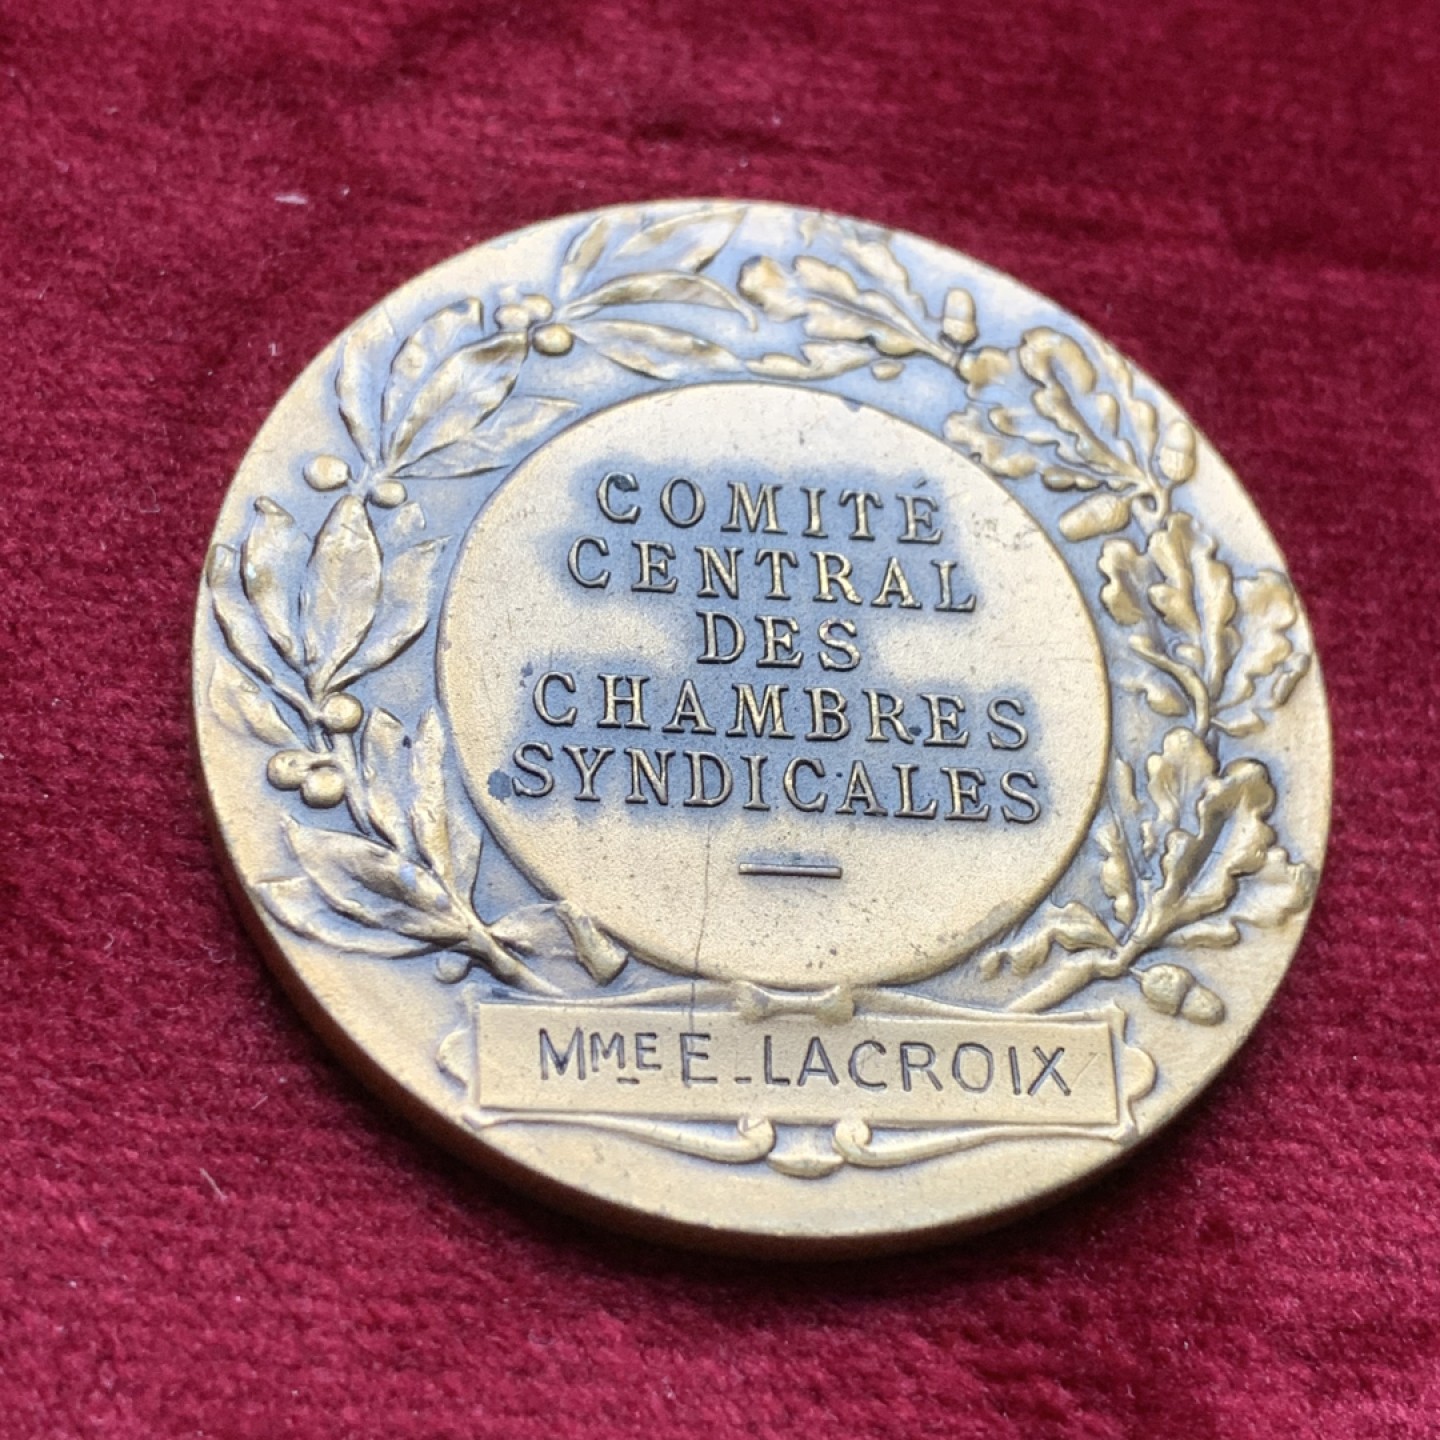 COMITÉ
CENTRAL
DES
CHAMBRES
SYNDICALES
MME E. LACROIX